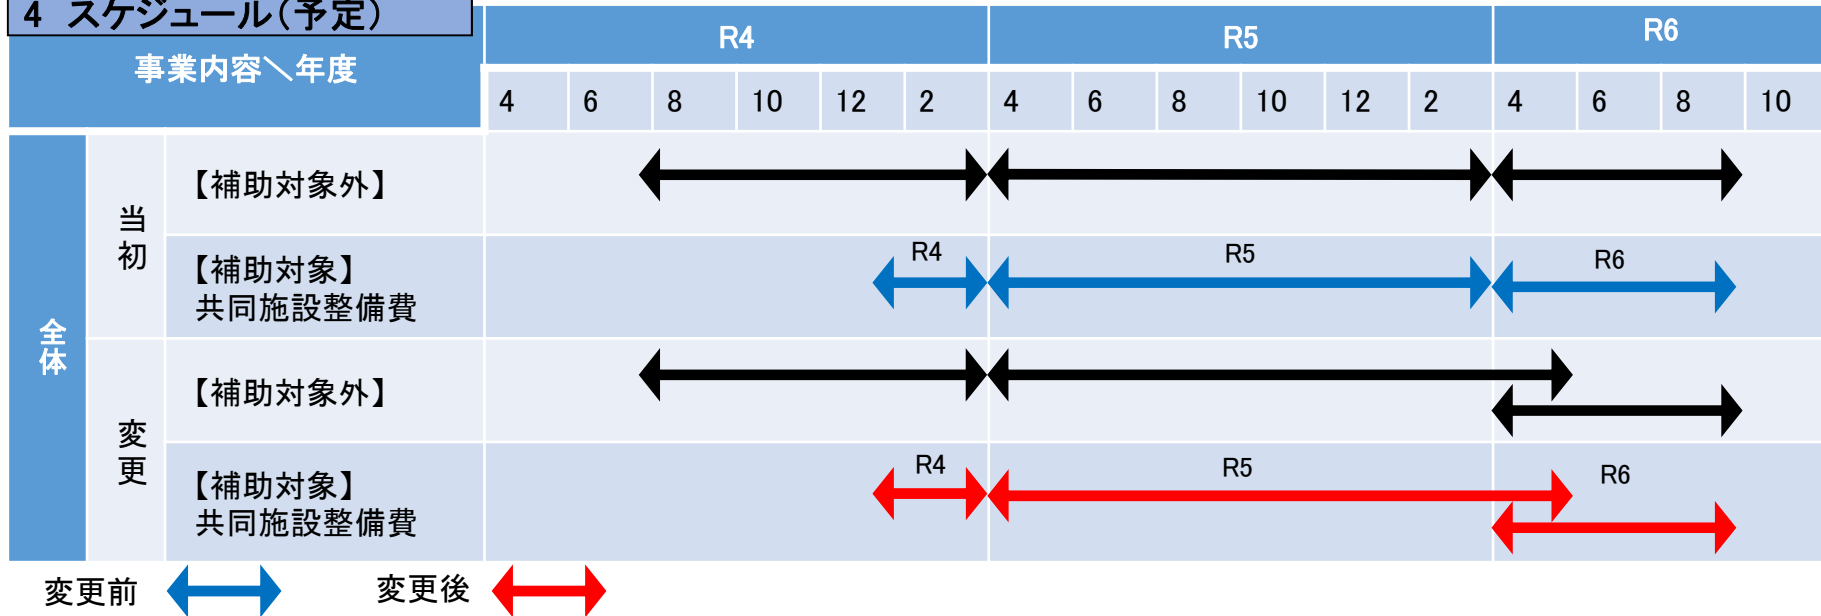 4 スケジュール（予定）
事業内容＼年度
R4 R5 R6
4 6 8 10 12 2 4 6 8 10 12 2 4 6 8 10
全体
当初
【補助対象外】
【補助対象】
共同施設整備費
R4 R5 R6
変更
【補助対象外】
【補助対象】
共同施設整備費
R4 R5 R6
変更前 変更後